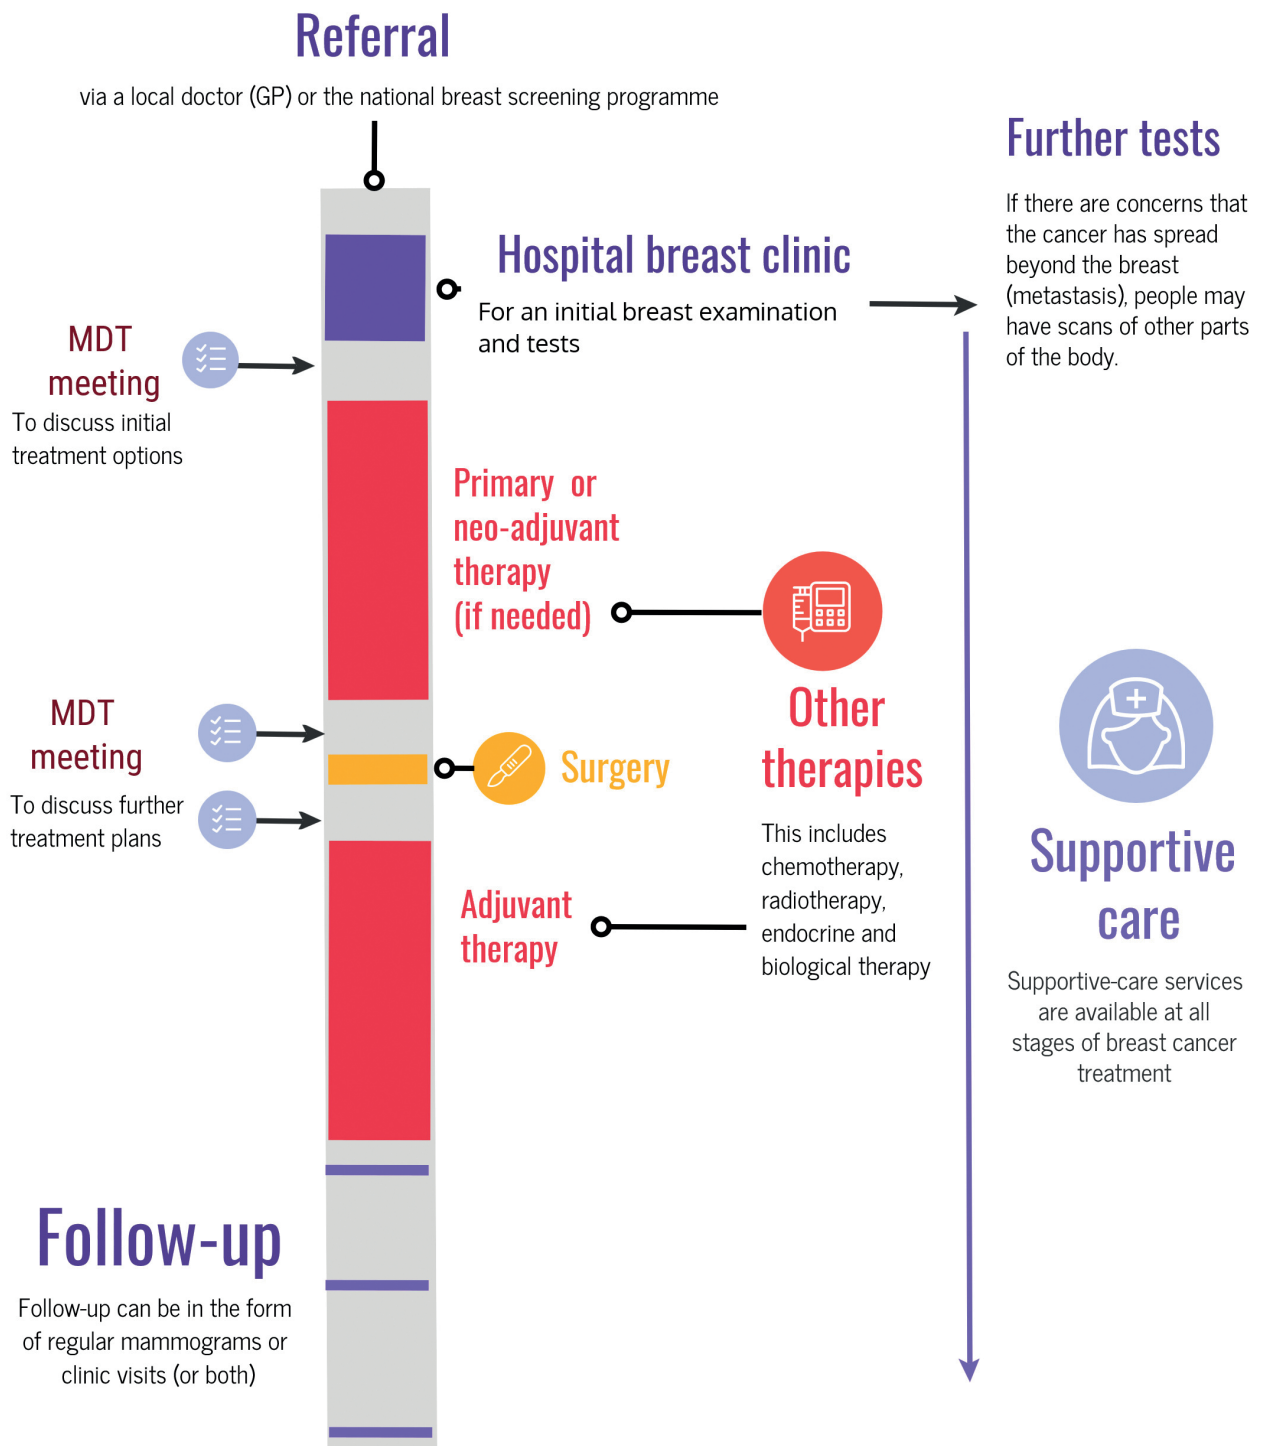 Referral
via a local doctor (GP) or the national breast screening programme
Further tests
If there are concerns that
the cancer has spread
beyond the breast
(metastasis), people may
have scans of other parts
of the body.
Hospital breast clinic
For an initial breast examination
and tests
MDT
meeting
To discuss initial
treatment options
Primary or
neo-adjuvant
therapy
(if needed)
Other
therapies
This includes
chemotherapy,
radiotherapy,
endocrine and
biological therapy
MDT
meeting
To discuss further
treatment plans
Surgery
Supportive
care
Supportive-care services
are available at all
stages of breast cancer
treatment
Adjuvant
therapy
Follow-up
Follow-up can be in the form
of regular mammograms or
clinic visits (or both)